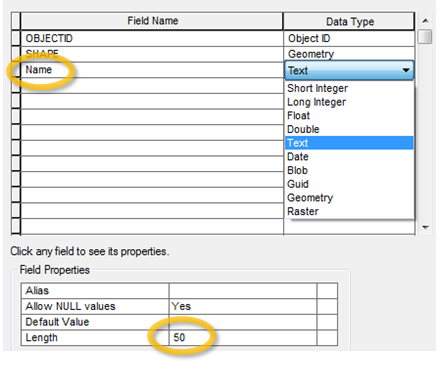 Field Name Data Type
OBJECTID Object ID
SHAPE Geometry
Name Text
Short Integer
Long Integer
Float
Double
Text
Date
Blob
Guid
Geometry
Raster
Click any field to see its properties.
Field Properties
Alias
Allow NULL values Yes
Default Value
Length 50